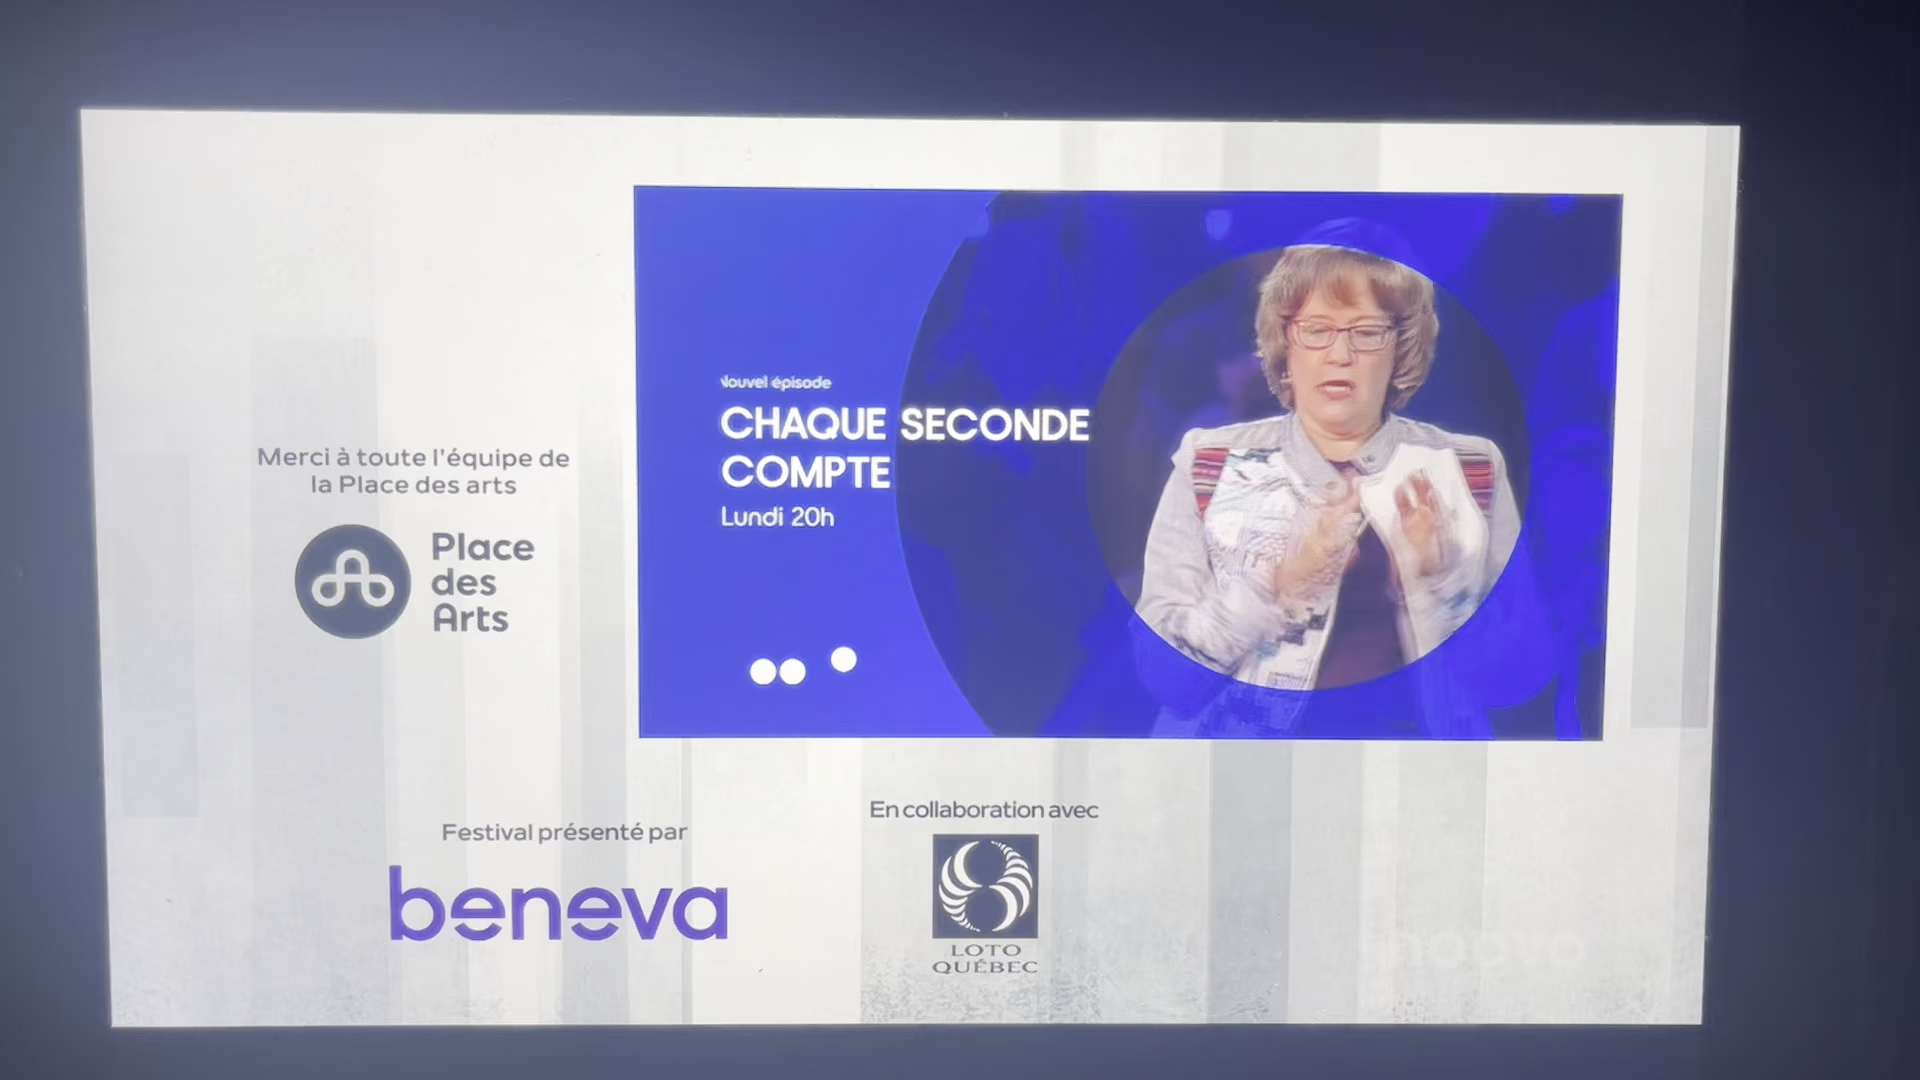 Merci à toute l'équipe de
la Place des arts
Place
des
Arts
Nouvel épisode
CHAQUE SECONDE
COMPTE
Lundi 20h
Festival présenté par
beneva
En collaboration avec
LOTO
QUÉBEC